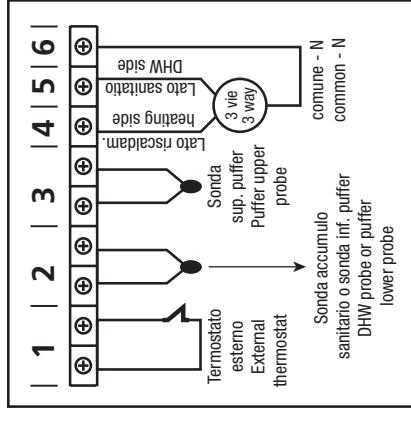 1 | 2 | 3 | 4 | 5 | 6
Termostato
esterno
External
thermostat
Sonda accumulo
sanitario o sonda inf. puffer
DHW probe or puffer
lower probe
Sonda
sup. puffer
Puffer upper
probe
Lato riscaldam.
heating side
Lato sanitatio
DHW side
3 vie
3 way
comune - N
common - N